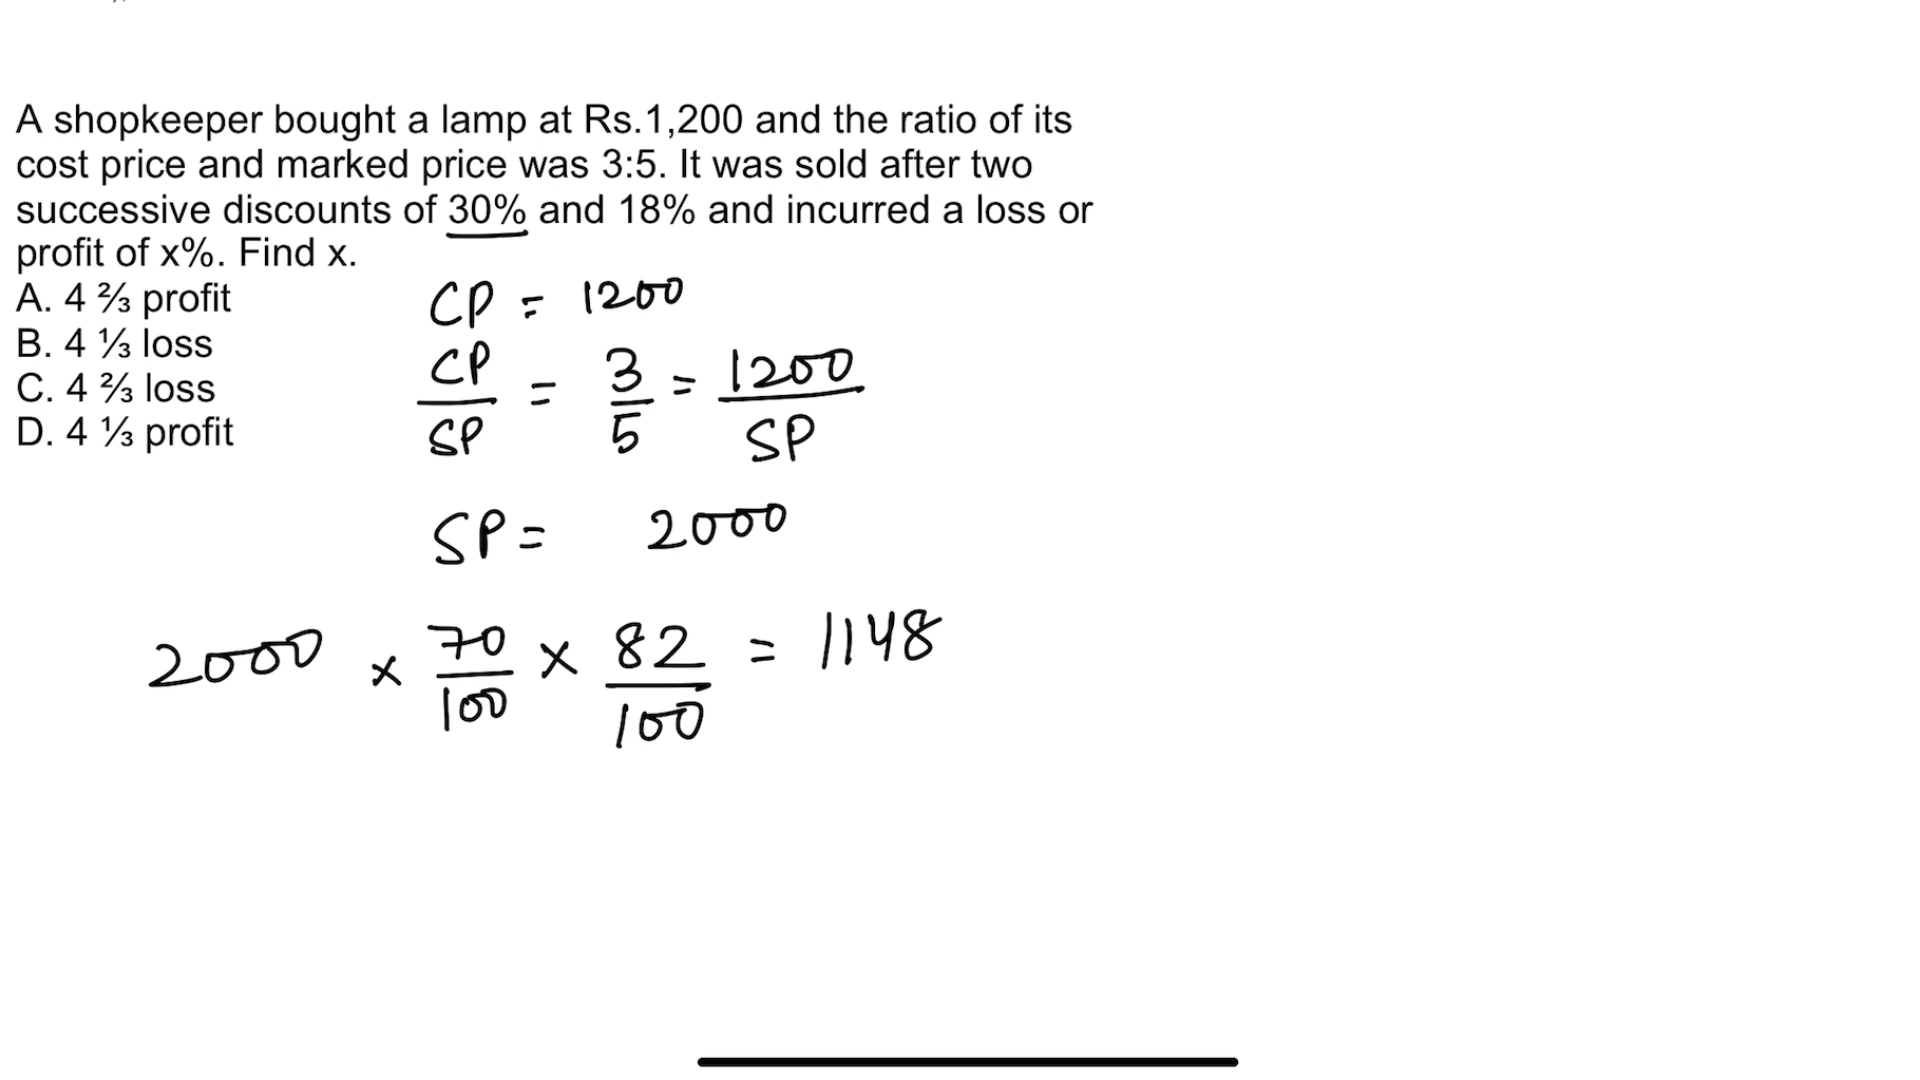 A shopkeeper bought a lamp at Rs.1,200 and the ratio of its
cost price and marked price was 3:5. It was sold after two
successive discounts of 30% and 18% and incurred a loss or
profit of x%. Find x.
A. 4 ⅔ profit
B. 4 ⅓ loss
C. 4 ⅔ loss
D. 4 ⅓ profit
CP = 1200
CP/SP = 3/5 = 1200/SP
SP = 2000
2000 × 70/100 × 82/100 = 1148